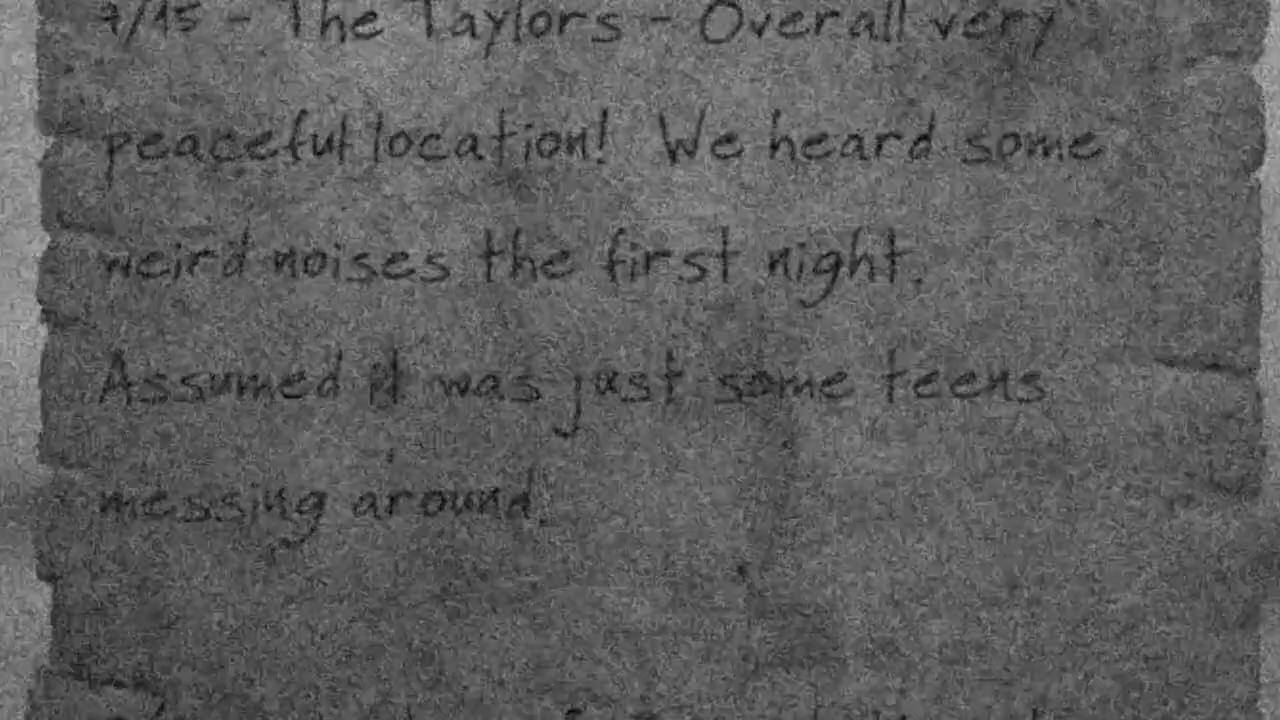 7/15 - The Taylors - Overall very
peaceful location! We heard some
weird noises the first night.
Assumed it was just some teens
messing around.